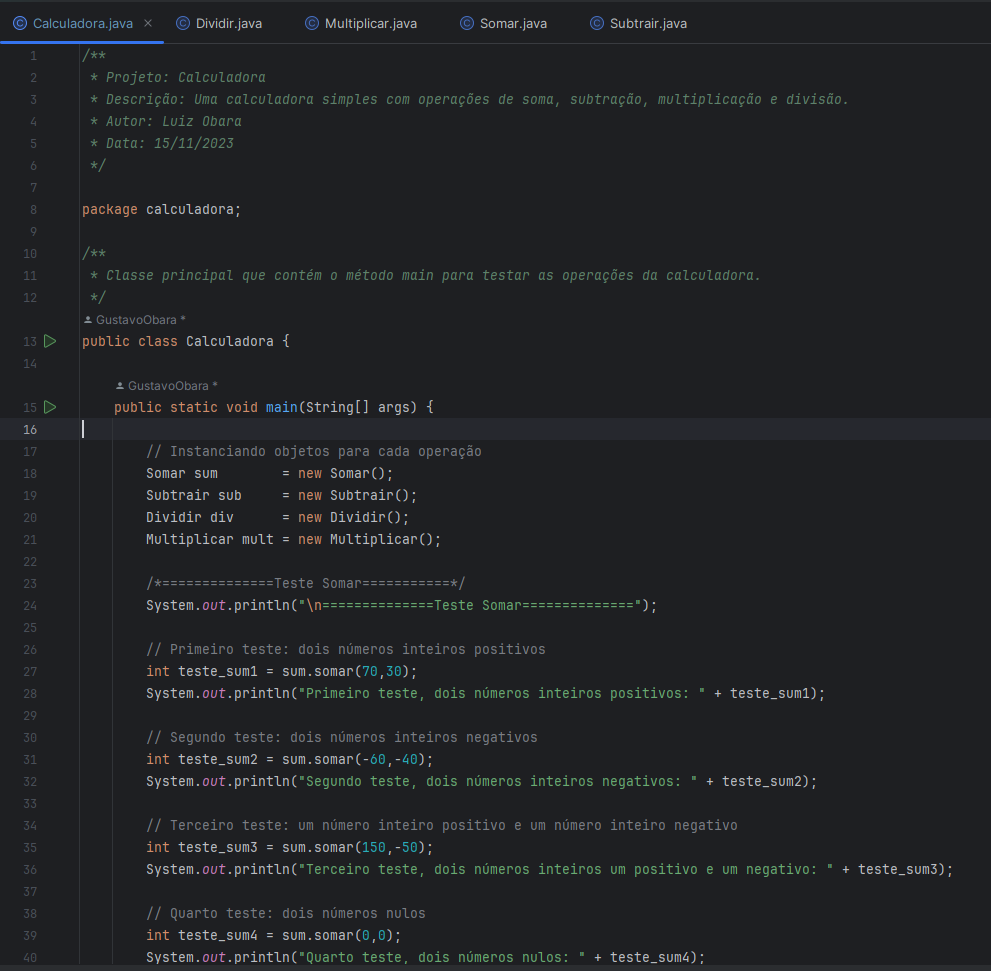 Calculadora.java Dividir.java Multiplicar.java Somar.java Subtrair.java
1 /**
2 * Projeto: Calculadora
3 * Descrição: Uma calculadora simples com operações de soma, subtração, multiplicação e divisão.
4 * Autor: Luiz Obara
5 * Data: 15/11/2023
6 */
7
8 package calculadora;
9
10 /**
11 * Classe principal que contém o método main para testar as operações da calculadora.
12 */
GustavoObara *
13 public class Calculadora {
14
GustavoObara *
15 public static void main(String[] args) {
16
17 // Instanciando objetos para cada operação
18 Somar sum        = new Somar();
19 Subtrair sub     = new Subtrair();
20 Dividir div      = new Dividir();
21 Multiplicar mult = new Multiplicar();
22
23 /*==============Teste Somar===========*/
24 System.out.println("\n==============Teste Somar==============");
25
26 // Primeiro teste: dois números inteiros positivos
27 int teste_sum1 = sum.somar(70,30);
28 System.out.println("Primeiro teste, dois números inteiros positivos: " + teste_sum1);
29
30 // Segundo teste: dois números inteiros negativos
31 int teste_sum2 = sum.somar(-60,-40);
32 System.out.println("Segundo teste, dois números inteiros negativos: " + teste_sum2);
33
34 // Terceiro teste: um número inteiro positivo e um número inteiro negativo
35 int teste_sum3 = sum.somar(150,-50);
36 System.out.println("Terceiro teste, dois números inteiros um positivo e um negativo: " + teste_sum3);
37
38 // Quarto teste: dois números nulos
39 int teste_sum4 = sum.somar(0,0);
40 System.out.println("Quarto teste, dois números nulos: " + teste_sum4);